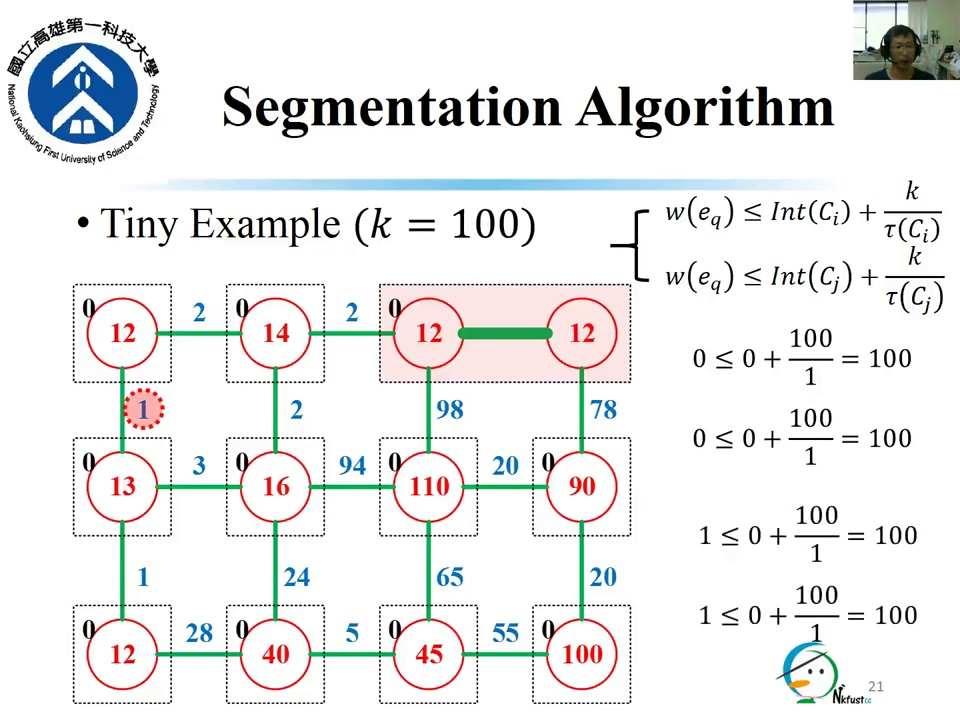 國立高雄第一科技大學
National Kaohsiung First University of Science and Technology
Segmentation Algorithm
• Tiny Example (k = 100)
w(e_q) ≤ Int(C_i) + k/τ(C_i)
w(e_q) ≤ Int(C_j) + k/τ(C_j)
0 0 0
12 2 14 2 12 12
1 2 98 78
0 0 0 0
13 3 16 94 110 20 90
1 24 65 20
0 0 0 0
12 28 40 5 45 55 100
0 ≤ 0 + 100/1 = 100
0 ≤ 0 + 100/1 = 100
1 ≤ 0 + 100/1 = 100
1 ≤ 0 + 100/1 = 100
Nkfust cc
21